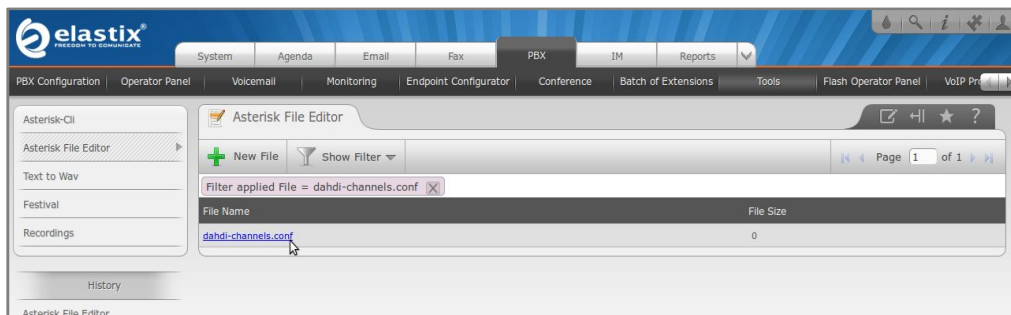 elastix®
FREEDOM TO COMMUNICATE
System Agenda Email Fax PBX IM Reports
PBX Configuration Operator Panel Voicemail Monitoring Endpoint Configurator Conference Batch of Extensions Tools Flash Operator Panel VoIP
Asterisk-Cli
Asterisk File Editor
Text to Wav
Festival
Recordings
History
Asterisk File Editor
Asterisk File Editor
New File Show Filter
Page 1 of 1
Filter applied File = dahdi-channels.conf X
File Name File Size
dahdi-channels.conf 0